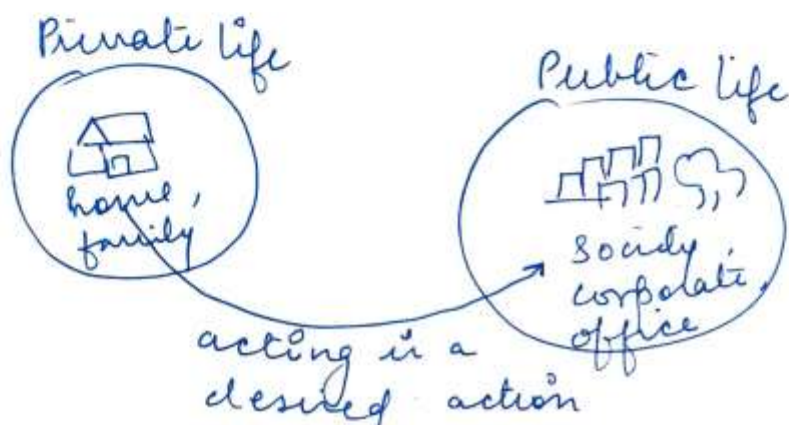 Private life
home,
family
Public life
society,
corporate,
office
acting in a
desired action